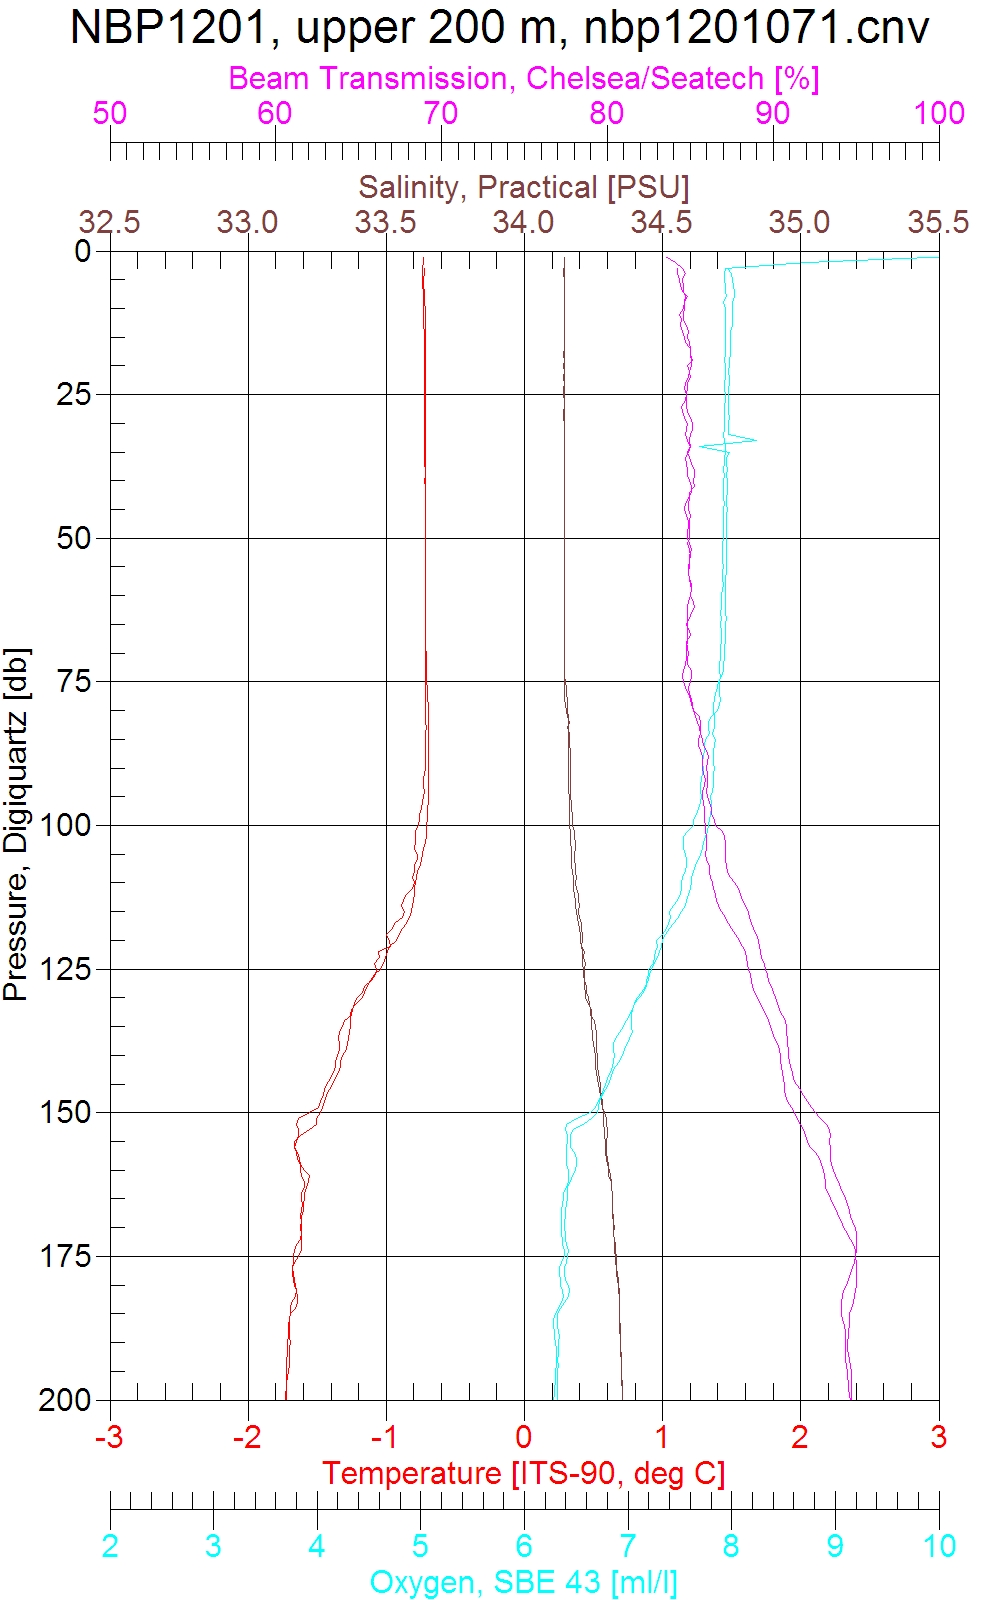 NBP1201, upper 200 m, nbp1201071.cnv
Beam Transmission, Chelsea/Seatech [%]
50 60 70 80 90 100
Salinity, Practical [PSU]
32.5 33.0 33.5 34.0 34.5 35.0 35.5
0
25
50
75
100
125
150
175
200
Pressure, Digiquartz [db]
-3 -2 -1 0 1 2 3
Temperature [ITS-90, deg C]
2 3 4 5 6 7 8 9 10
Oxygen, SBE 43 [ml/l]